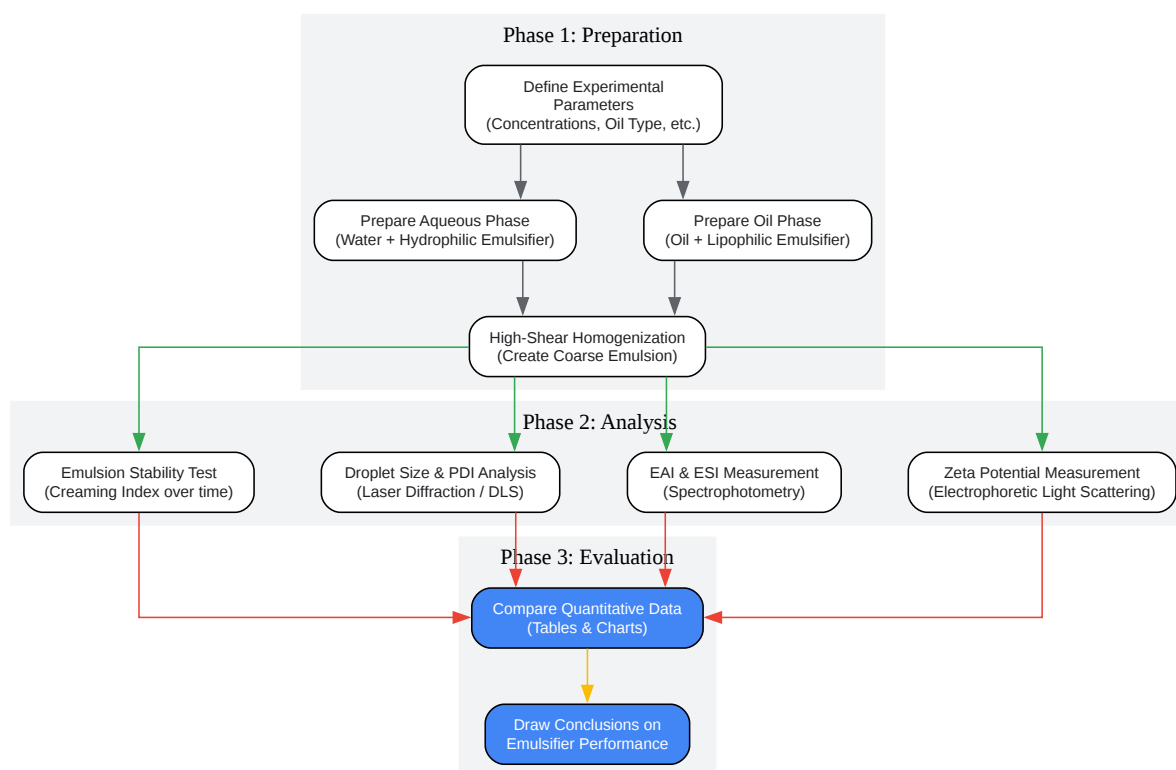 Phase 1: Preparation
Define Experimental
Parameters
(Concentrations, Oil Type, etc.)
Prepare Aqueous Phase
(Water + Hydrophilic Emulsifier)
Prepare Oil Phase
(Oil + Lipophilic Emulsifier)
High-Shear Homogenization
(Create Coarse Emulsion)
Phase 2: Analysis
Emulsion Stability Test
(Creaming Index over time)
Droplet Size & PDI Analysis
(Laser Diffraction / DLS)
EAI & ESI Measurement
(Spectrophotometry)
Zeta Potential Measurement
(Electrophoretic Light Scattering)
Phase 3: Evaluation
Compare Quantitative Data
(Tables & Charts)
Draw Conclusions on
Emulsifier Performance